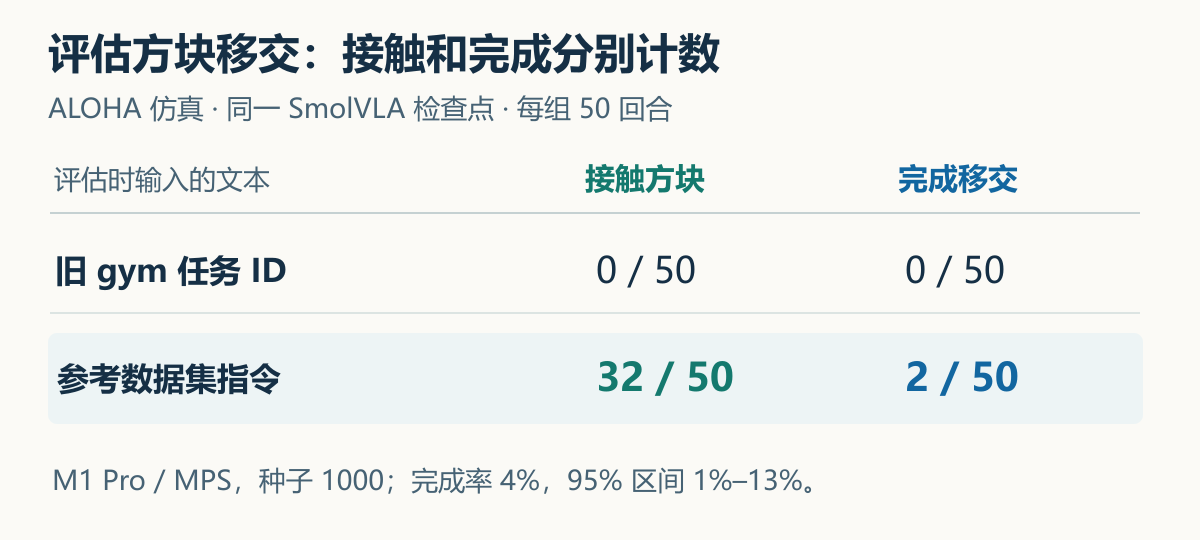 评估方块移交：接触和完成分别计数
ALOHA 仿真 · 同一 SmolVLA 检查点 · 每组 50 回合
评估时输入的文本 接触方块 完成移交
旧 gym 任务 ID 0 / 50 0 / 50
参考数据集指令 32 / 50 2 / 50
M1 Pro / MPS，种子 1000；完成率 4%，95% 区间 1%–13%。